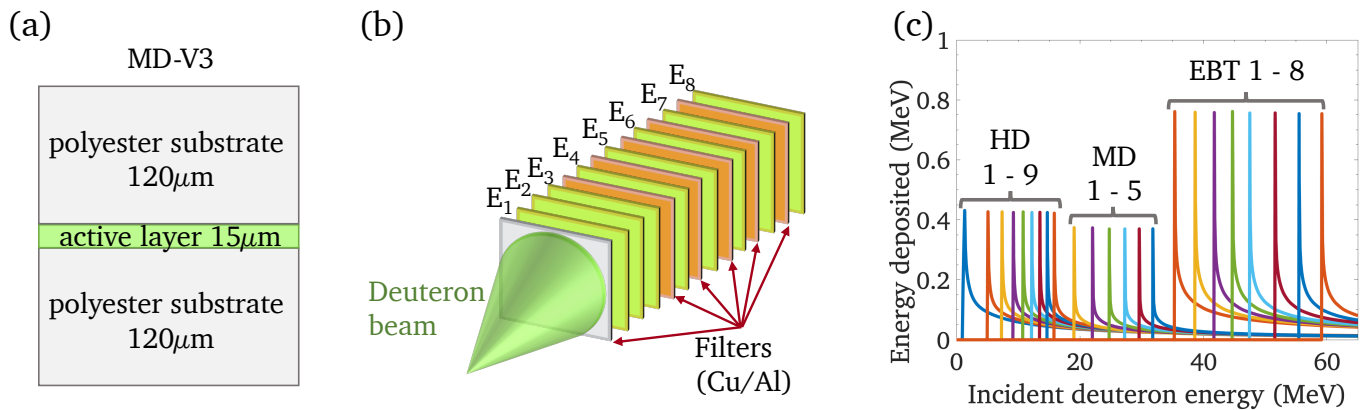 (a)
MD-V3
polyester substrate
120μm
active layer 15μm
polyester substrate
120μm
(b)
E1
E2
E3
E4
E5
E6
E7
E8
Deuteron
beam
Filters
(Cu/Al)
(c)
Energy deposited (MeV)
1
0.8
0.6
0.4
0.2
0
HD
1 - 9
MD
1 - 5
EBT 1 - 8
0
20
40
60
Incident deuteron energy (MeV)